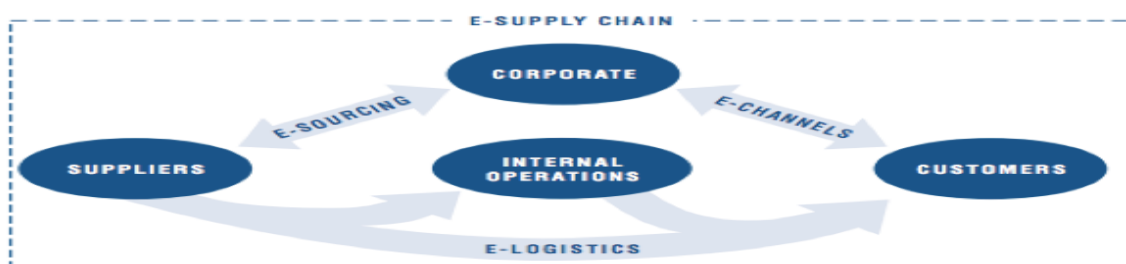 E-SUPPLY CHAIN
CORPORATE
E-SOURCING
E-CHANNELS
SUPPLIERS
INTERNAL
OPERATIONS
CUSTOMERS
E-LOGISTICS